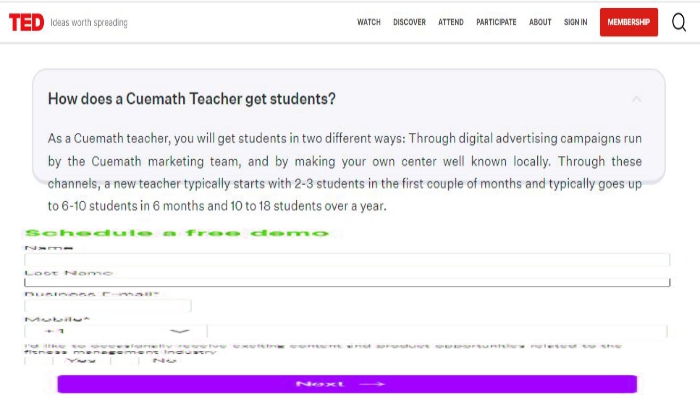 TED Ideas worth spreading WATCH DISCOVER ATTEND PARTICIPATE ABOUT SIGN IN MEMBERSHIP
How does a Cuemath Teacher get students?
As a Cuemath teacher, you will get students in two different ways: Through digital advertising campaigns run
by the Cuemath marketing team, and by making your own center well known locally. Through these
channels, a new teacher typically starts with 2-3 students in the first couple of months and typically goes up
to 6-10 students in 6 months and 10 to 18 students over a year.
Schedule a free demo
Name
Last Name
Business E-mail*
Mobile*
+1
I'd like to occasionally receive exciting content and product opportunities related to the
fitness management industry
Yes No
Next →